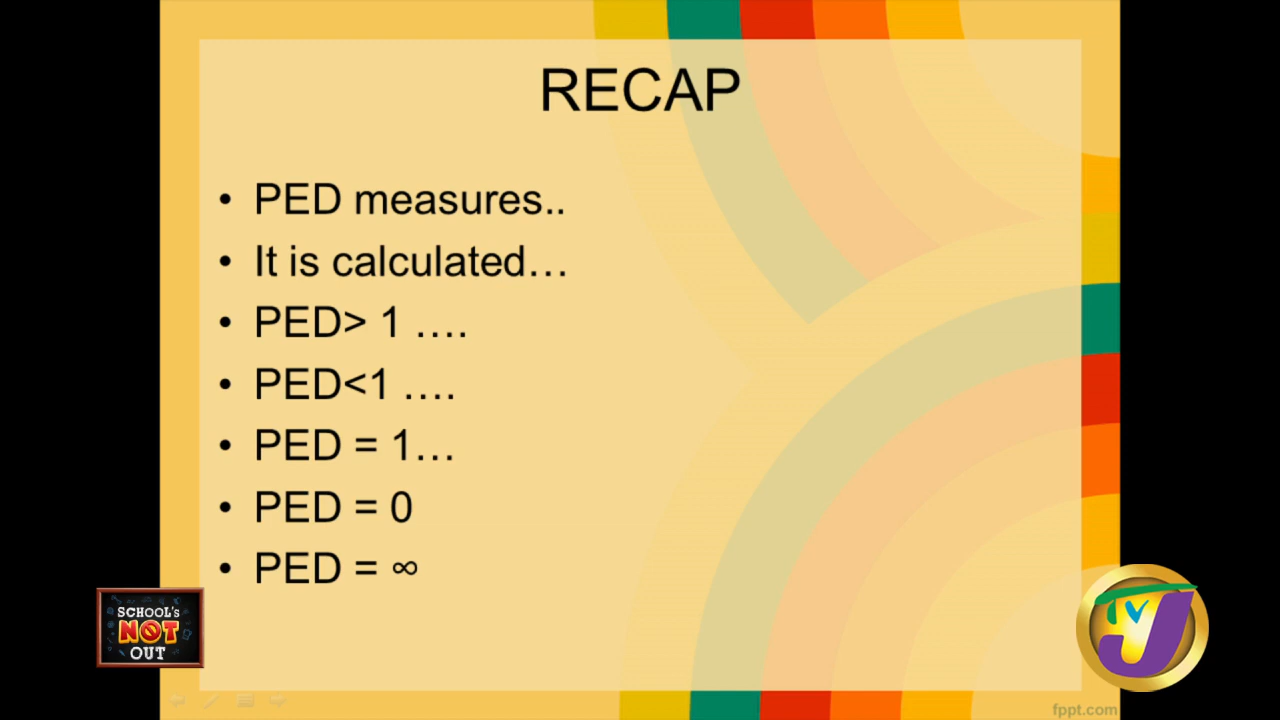 RECAP
• PED measures..
• It is calculated…
• PED> 1 ….
• PED<1 ….
• PED = 1…
• PED = 0
• PED = ∞
SCHOOL's
NOT
OUT
TVJ
fppt.com